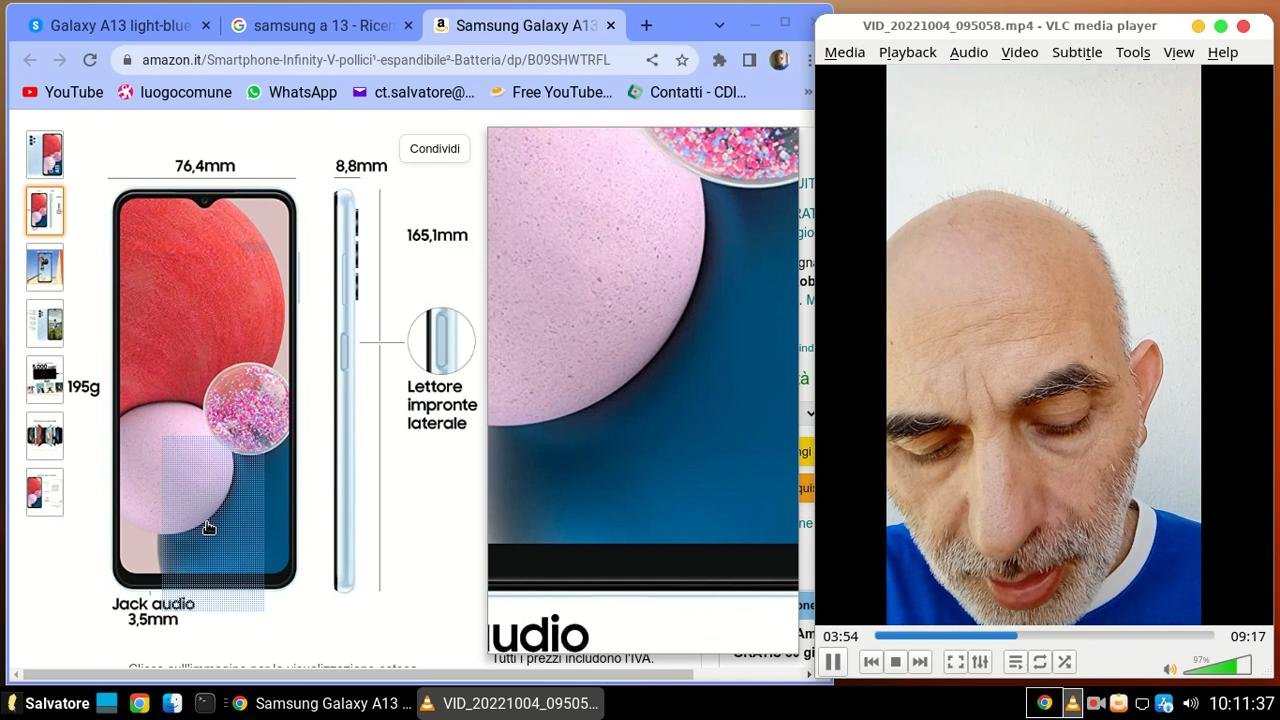 Galaxy A13 light-blue
samsung a 13 - Ricer
Samsung Galaxy A13
amazon.it/Smartphone-Infinity-V-pollici¹-espandibile²-Batteria/dp/B09SHWTRFL
YouTube
luogocomune
WhatsApp
ct.salvatore@...
Free YouTube...
Contatti - CDI...
»
Condividi
76,4mm
8,8mm
165,1mm
195g
Lettore
impronte
laterale
Jack audio
3,5mm
udio
Tutti i prezzi includono l'IVA.
VID_20221004_095058.mp4 - VLC media player
Media Playback Audio Video Subtitle Tools View Help
03:54
09:17
97%
Salvatore
Samsung Galaxy A13 ...
VID_20221004_09505...
10:11:37